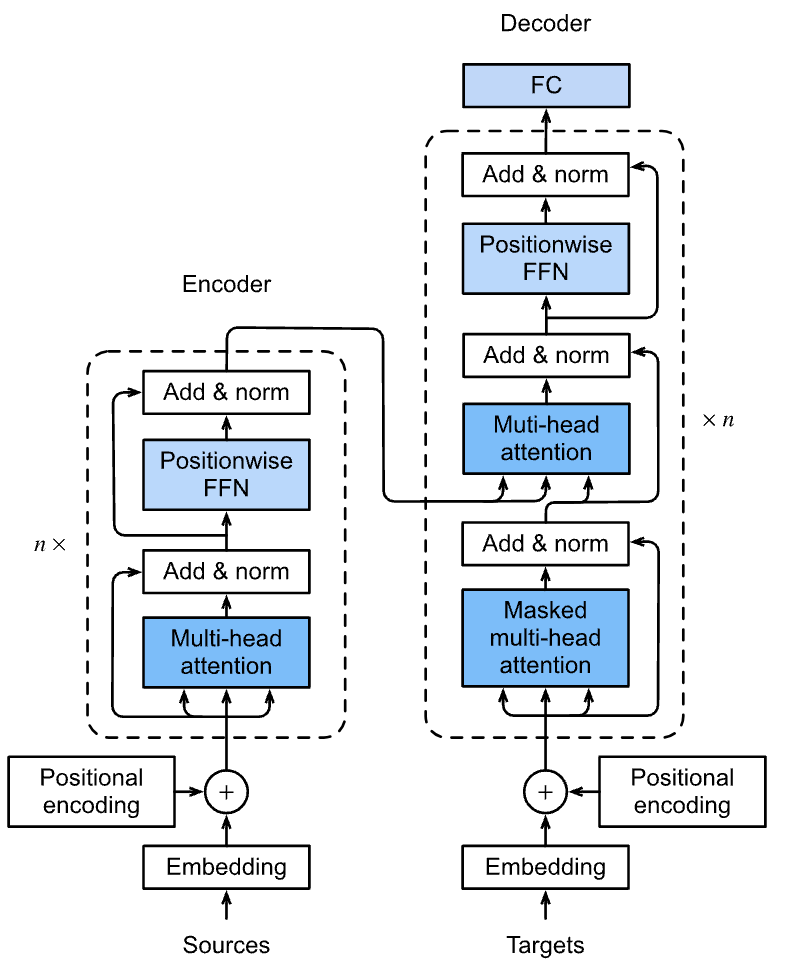 Decoder
FC
Add & norm
Positionwise
FFN
Add & norm
Muti-head
attention
× n
Add & norm
Masked
multi-head
attention
Positional
encoding
+
Embedding
Targets
Encoder
Add & norm
Positionwise
FFN
n ×
Add & norm
Multi-head
attention
Positional
encoding
+
Embedding
Sources